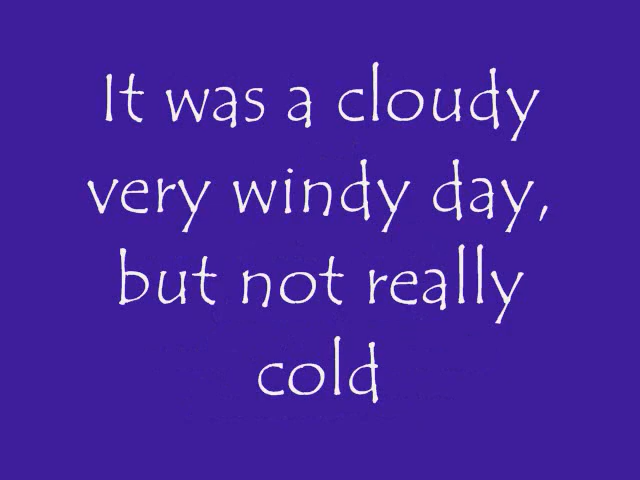 It was a cloudy
very windy day,
but not really
cold